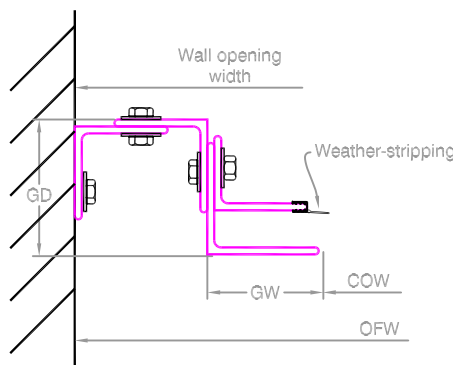 Wall opening
width
Weather-stripping
GD
COW
GW
OFW